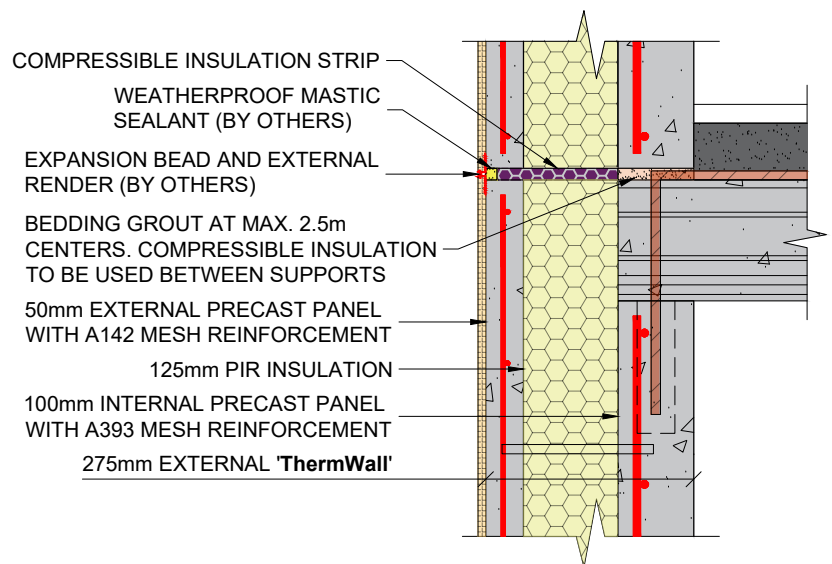 COMPRESSIBLE INSULATION STRIP
WEATHERPROOF MASTIC
SEALANT (BY OTHERS)
EXPANSION BEAD AND EXTERNAL
RENDER (BY OTHERS)
BEDDING GROUT AT MAX. 2.5m
CENTERS. COMPRESSIBLE INSULATION
TO BE USED BETWEEN SUPPORTS
50mm EXTERNAL PRECAST PANEL
WITH A142 MESH REINFORCEMENT
125mm PIR INSULATION
100mm INTERNAL PRECAST PANEL
WITH A393 MESH REINFORCEMENT
275mm EXTERNAL 'ThermWall'